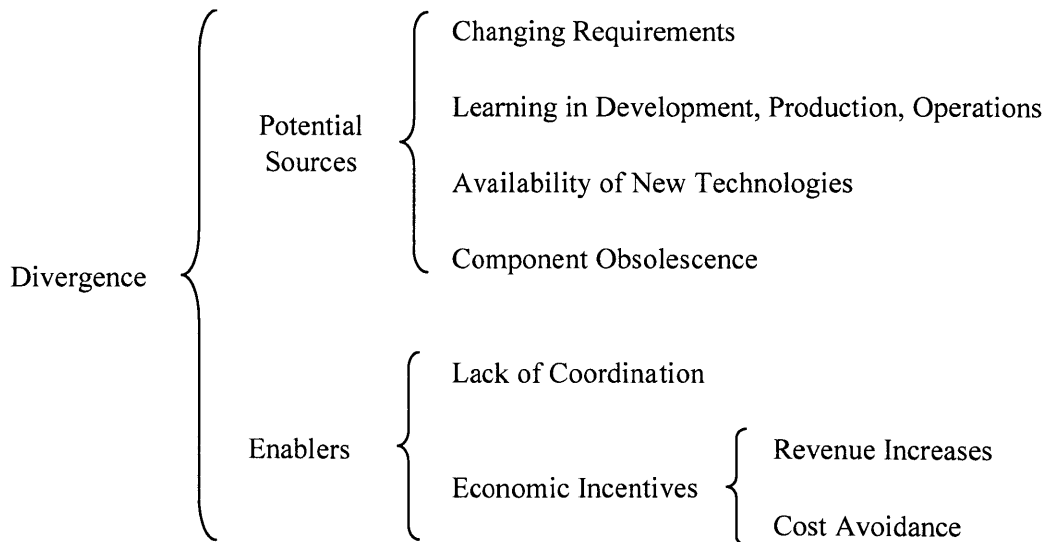 Changing Requirements
Learning in Development, Production, Operations
Potential
Sources
Availability of New Technologies
Component Obsolescence
Divergence
Lack of Coordination
Enablers
Revenue Increases
Economic Incentives
Cost Avoidance